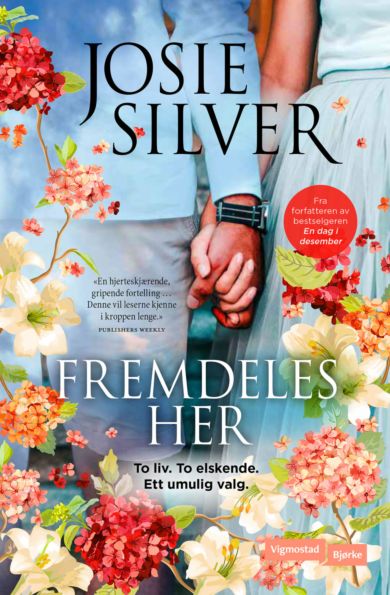 JOSIE
SILVER
Fra
forfatteren av
bestselgeren
En dag i
desember
«En hjerteskjærende,
gripende fortelling ...
Denne vil leserne kjenne
i kroppen lenge.»
PUBLISHERS WEEKLY
FREMDELES
HER
To liv. To elskende.
Ett umulig valg.
Vigmostad
Bjørke